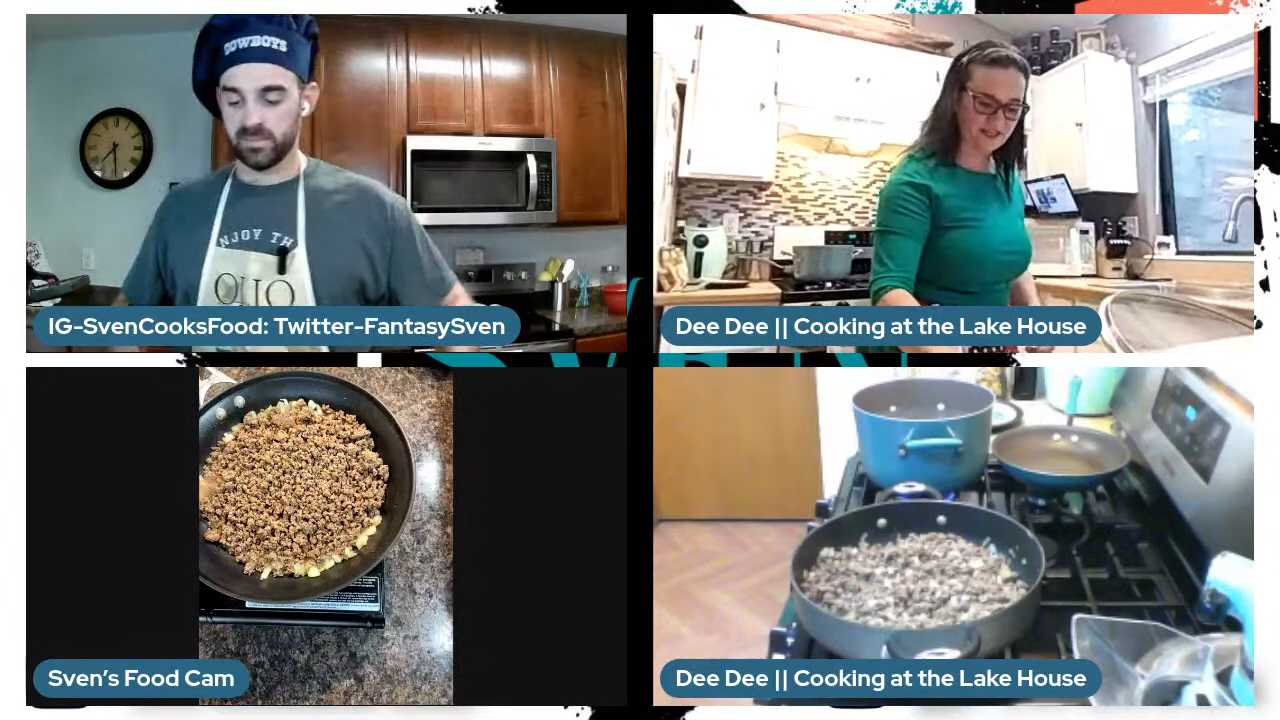 COWBOYS
NJOY TH
OLIO
IG-SvenCooksFood: Twitter-FantasySven
Dee Dee || Cooking at the Lake House
Sven’s Food Cam
Dee Dee || Cooking at the Lake House